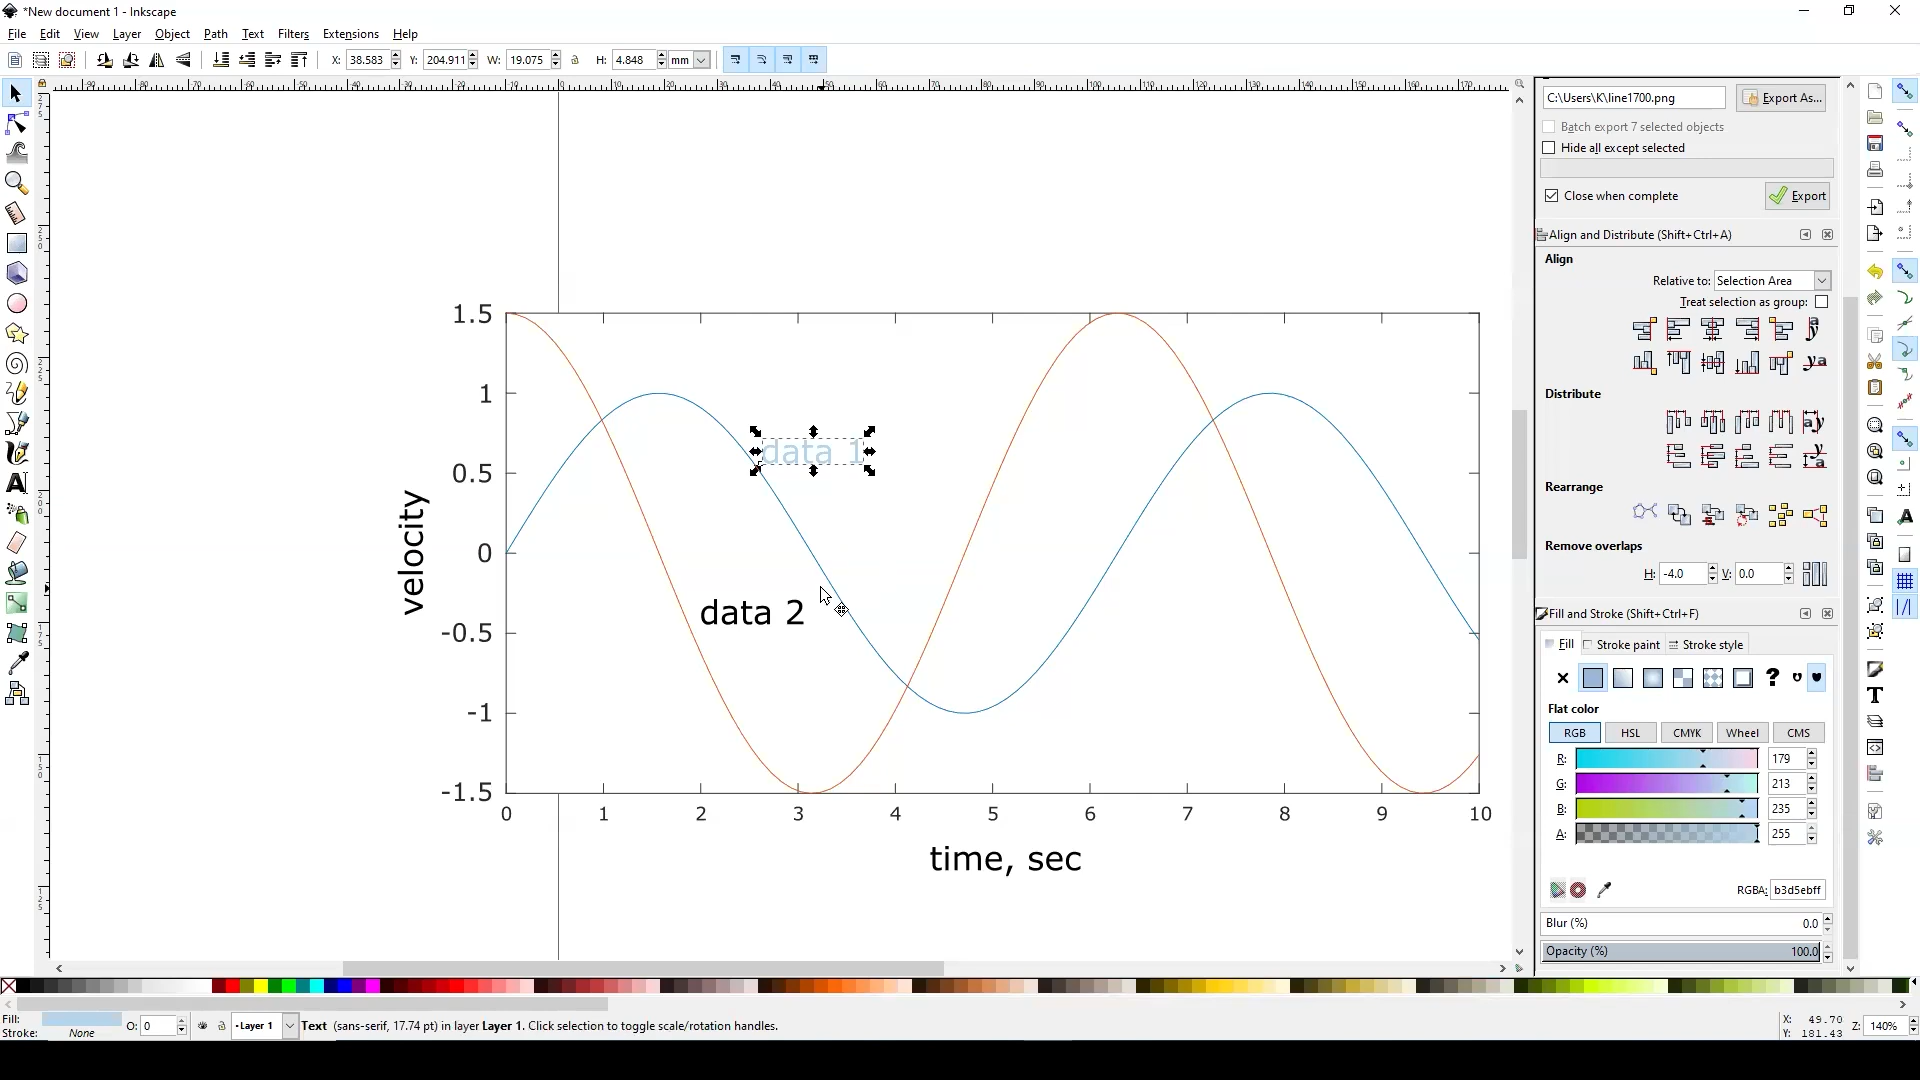 *New document 1 - Inkscape
File Edit View Layer Object Path Text Filters Extensions Help
X: 38.583 Y: 204.911 W: 19.075 H: 4.848 mm
C:\Users\K\line1700.png Export As...
Batch export 7 selected objects
Hide all except selected
Close when complete Export
Align and Distribute (Shift+Ctrl+A)
Align
Relative to: Selection Area
Treat selection as group:
Distribute
Rearrange
Remove overlaps
H: -4.0 V: 0.0
Fill and Stroke (Shift+Ctrl+F)
Fill Stroke paint Stroke style
Flat color
RGB HSL CMYK Wheel CMS
R: 179
G: 213
B: 235
A: 255
RGBA: b3d5ebff
Blur (%) 0.0
Opacity (%) 100.0
1.5
1
0.5
0
-0.5
-1
-1.5
velocity
data 1
data 2
0 1 2 3 4 5 6 7 8 9 10
time, sec
Fill:
Stroke: None
O: 0
•Layer 1
Text (sans-serif, 17.74 pt) in layer Layer 1. Click selection to toggle scale/rotation handles.
X: 49.70
Y: 181.43
Z: 140%